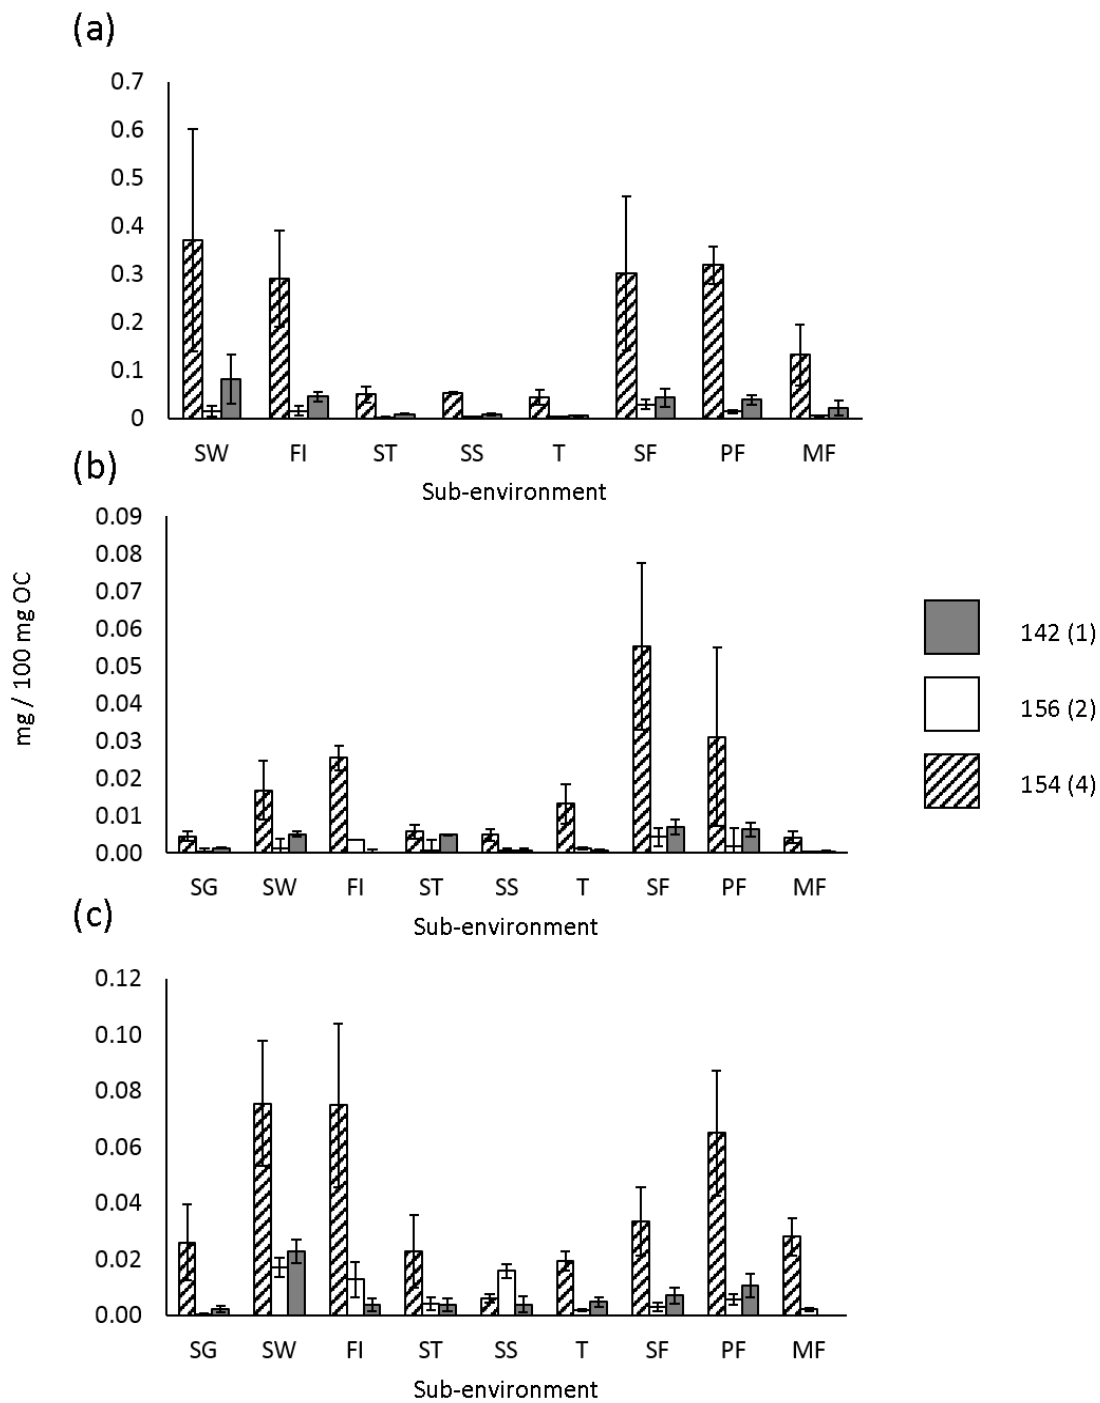 (a)
0.7
0.6
0.5
0.4
0.3
0.2
0.1
0
SW FI ST SS T SF PF MF
Sub-environment
(b)
0.09
0.08
0.07
0.06
0.05
0.04
0.03
0.02
0.01
0.00
SG SW FI ST SS T SF PF MF
Sub-environment
(c)
0.12
0.10
0.08
0.06
0.04
0.02
0.00
SG SW FI ST SS T SF PF MF
Sub-environment
mg / 100 mg OC
142 (1)
156 (2)
154 (4)